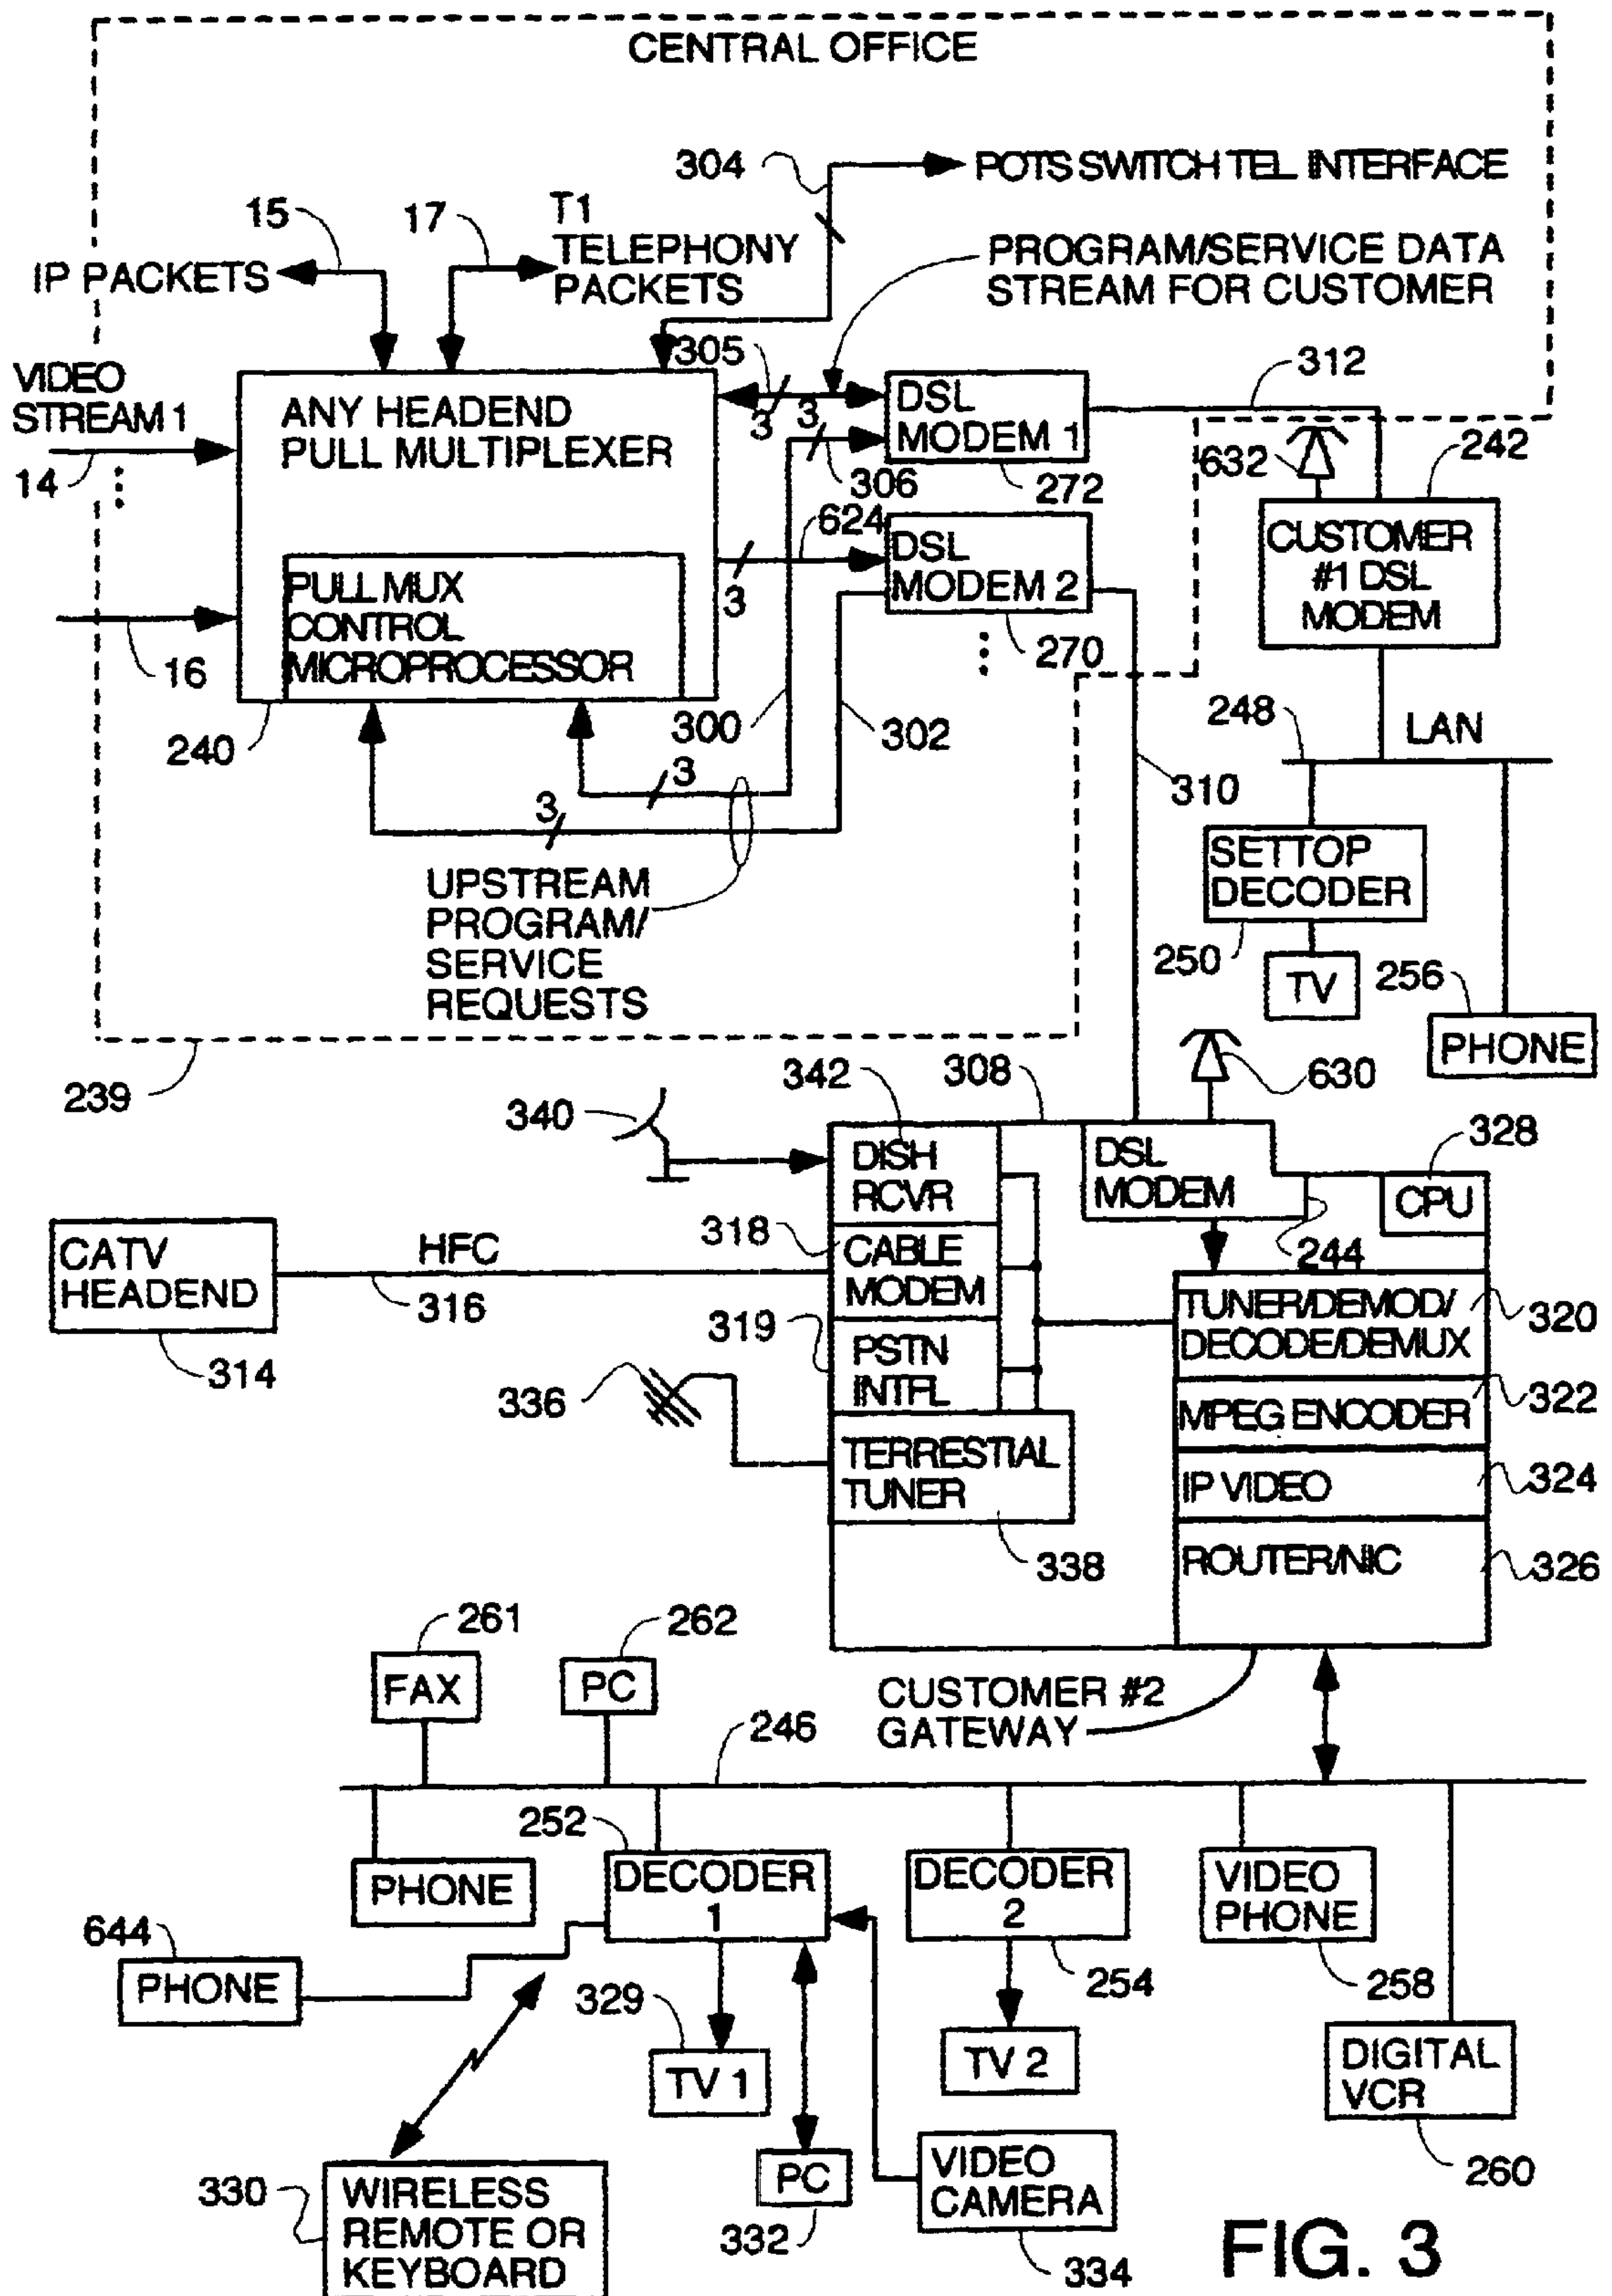 CENTRAL OFFICE
304
POTS SWITCH TEL INTERFACE
15
17
T1
TELEPHONY
PACKETS
IP PACKETS
PROGRAM/SERVICE DATA
STREAM FOR CUSTOMER
305
312
VIDEO
STREAM 1
14
ANY HEADEND
PULL MULTIPLEXER
3
3
DSL
MODEM 1
306
272
632
242
624
DSL
MODEM 2
3
270
CUSTOMER
#1 DSL
MODEM
PULL MUX
CONTROL
MICROPROCESSOR
16
240
300
302
3
3
310
248
LAN
UPSTREAM
PROGRAM/
SERVICE
REQUESTS
SETTOP
DECODER
250
TV
256
PHONE
239
342
308
630
340
DISH
RCVR
DSL
MODEM
328
CPU
244
CATV
HEADEND
HFC
316
314
318
CABLE
MODEM
319
PSTN
INTFL
TUNER/DEMOD/
DECODE/DEMUX
320
336
MPEG ENCODER
322
TERRESTIAL
TUNER
338
IP VIDEO
324
ROUTER/NIC
326
261
FAX
262
PC
CUSTOMER #2
GATEWAY
246
252
PHONE
DECODER
1
DECODER
2
254
VIDEO
PHONE
258
644
PHONE
329
TV 1
TV 2
DIGITAL
VCR
260
330
WIRELESS
REMOTE OR
KEYBOARD
PC
332
VIDEO
CAMERA
334
FIG. 3